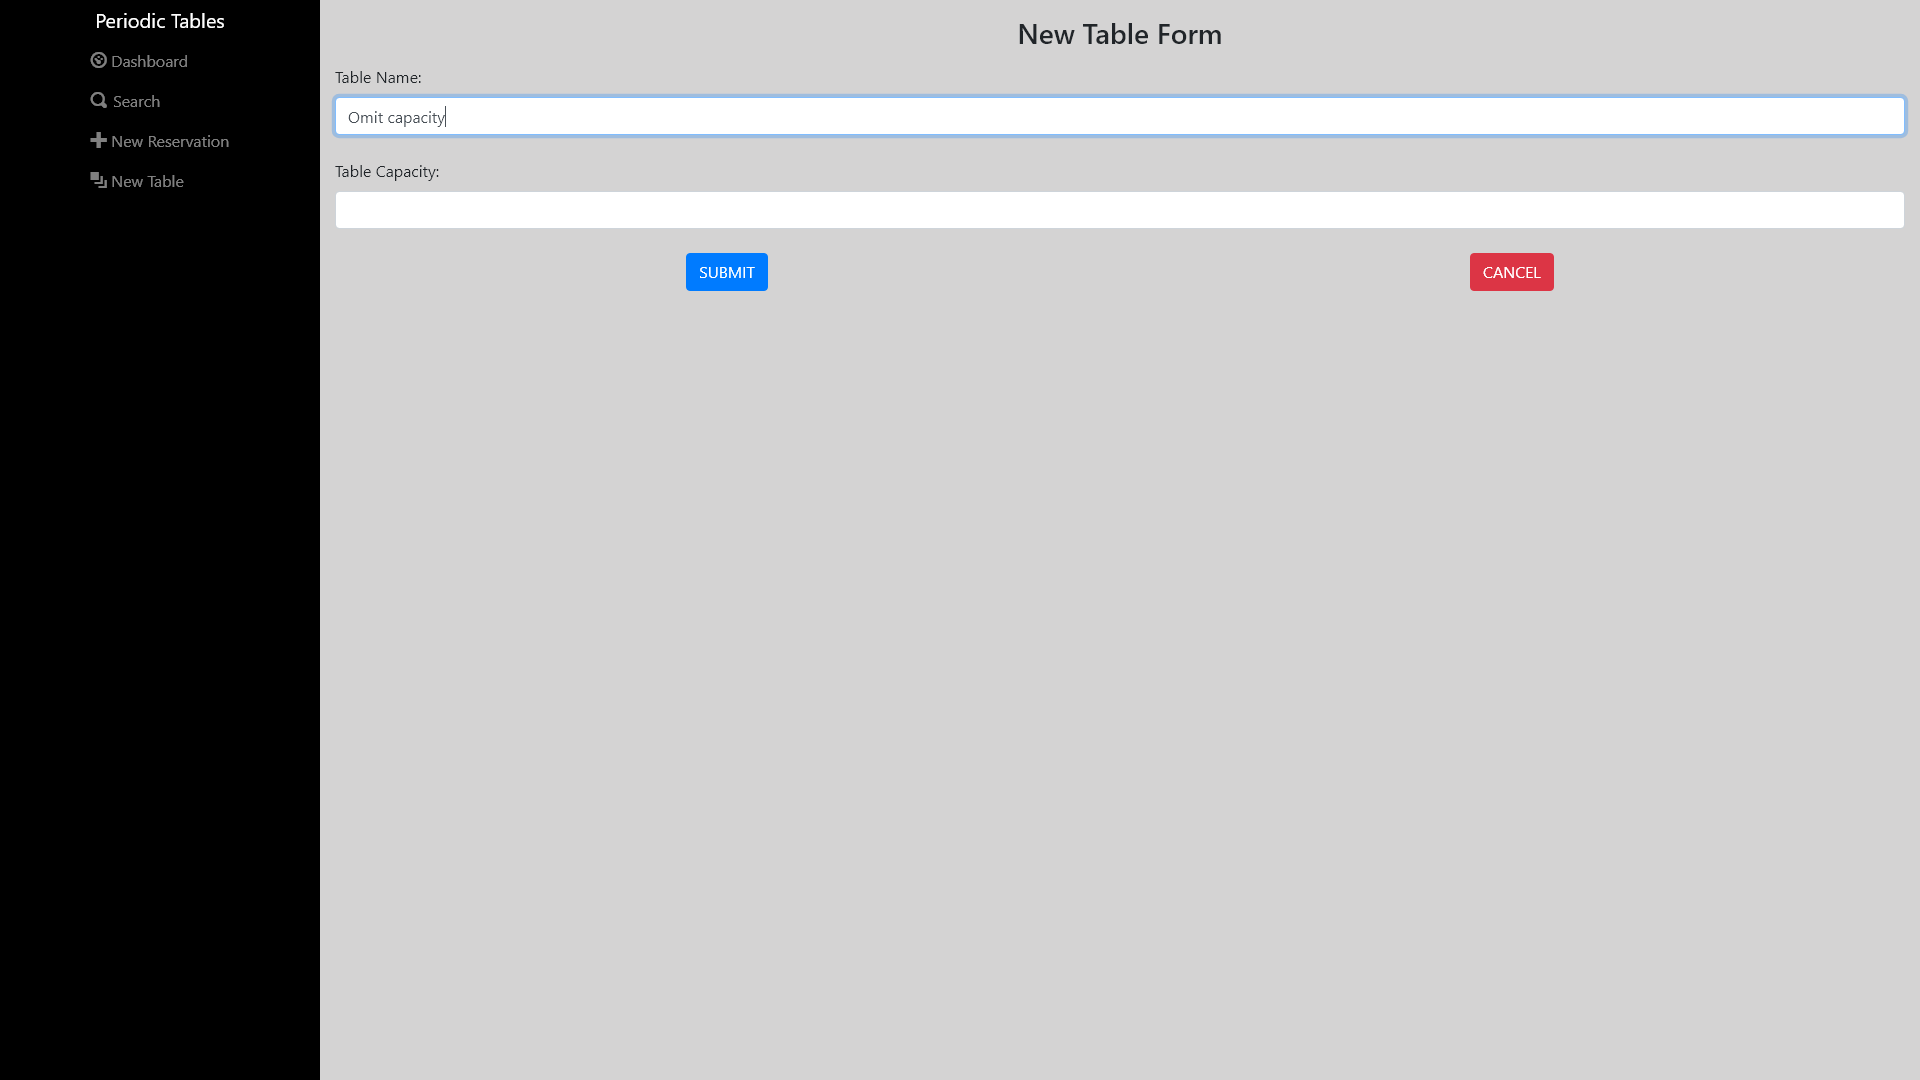 Periodic Tables
Dashboard
Search
New Reservation
New Table
New Table Form
Table Name:
Omit capacity
Table Capacity:
SUBMIT
CANCEL